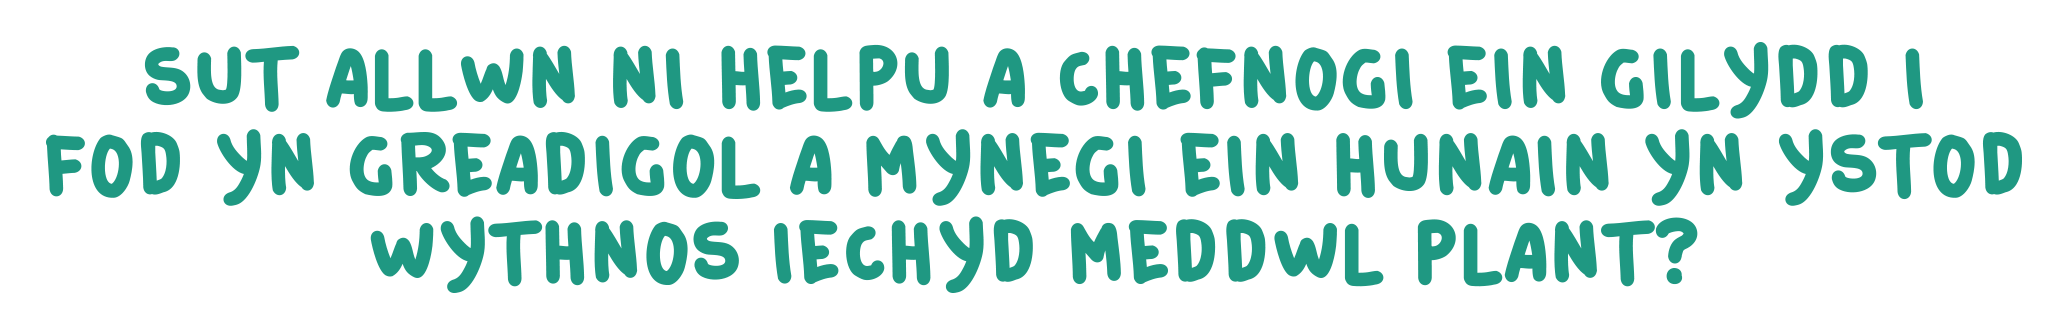 SUT ALLWN NI HELPU A CHEFNOGI EIN GILYDD I
FOD YN GREADIGOL A MYNEGI EIN HUNAIN YN YSTOD
WYTHNOS IECHYD MEDDWL PLANT?